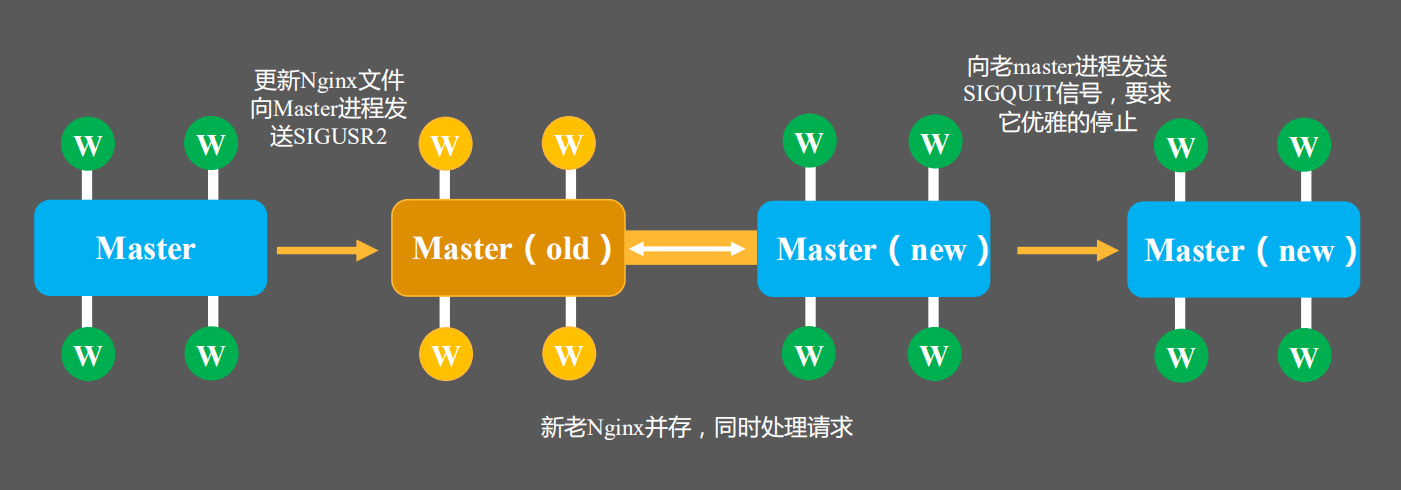 更新Nginx文件
向Master进程发
送SIGUSR2
向老master进程发送
SIGQUIT信号，要求
它优雅的停止
W W W W W W W W
Master Master（old） Master（new） Master（new）
W W W W W W W W
新老Nginx并存，同时处理请求